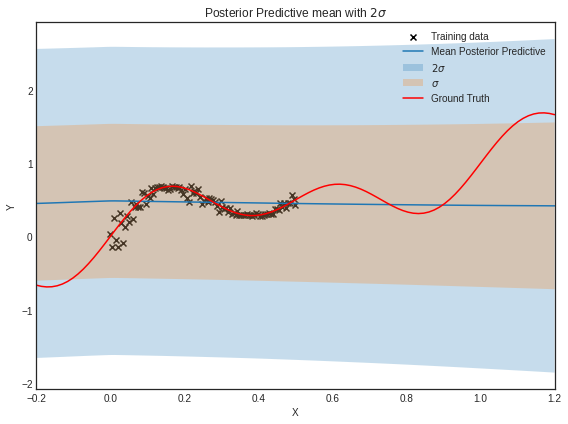 Posterior Predictive mean with 2σ
Training data
Mean Posterior Predictive
2σ
σ
Ground Truth
Y
2
1
0
−1
−2
−0.2 0.0 0.2 0.4 0.6 0.8 1.0 1.2
X